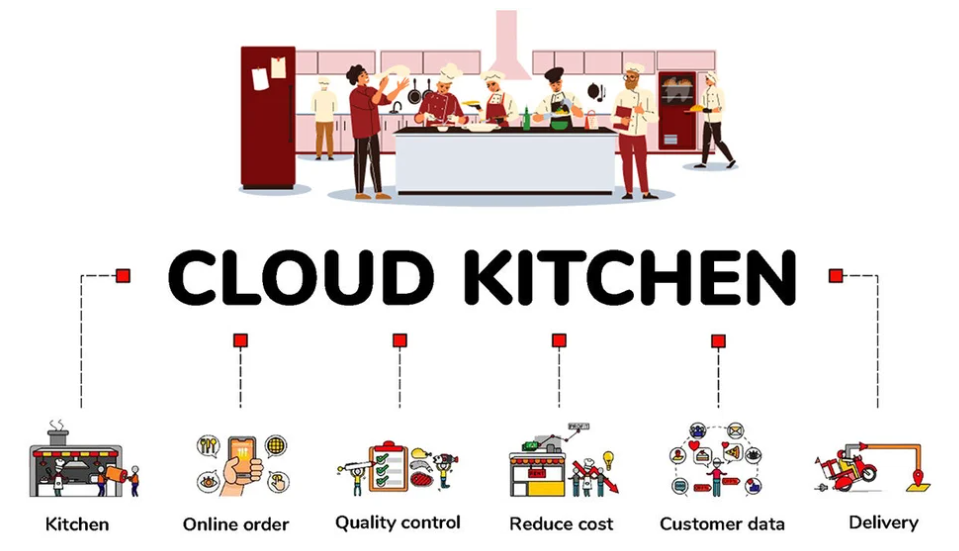 CLOUD KITCHEN
Kitchen
Online order
Quality control
Reduce cost
Customer data
Delivery